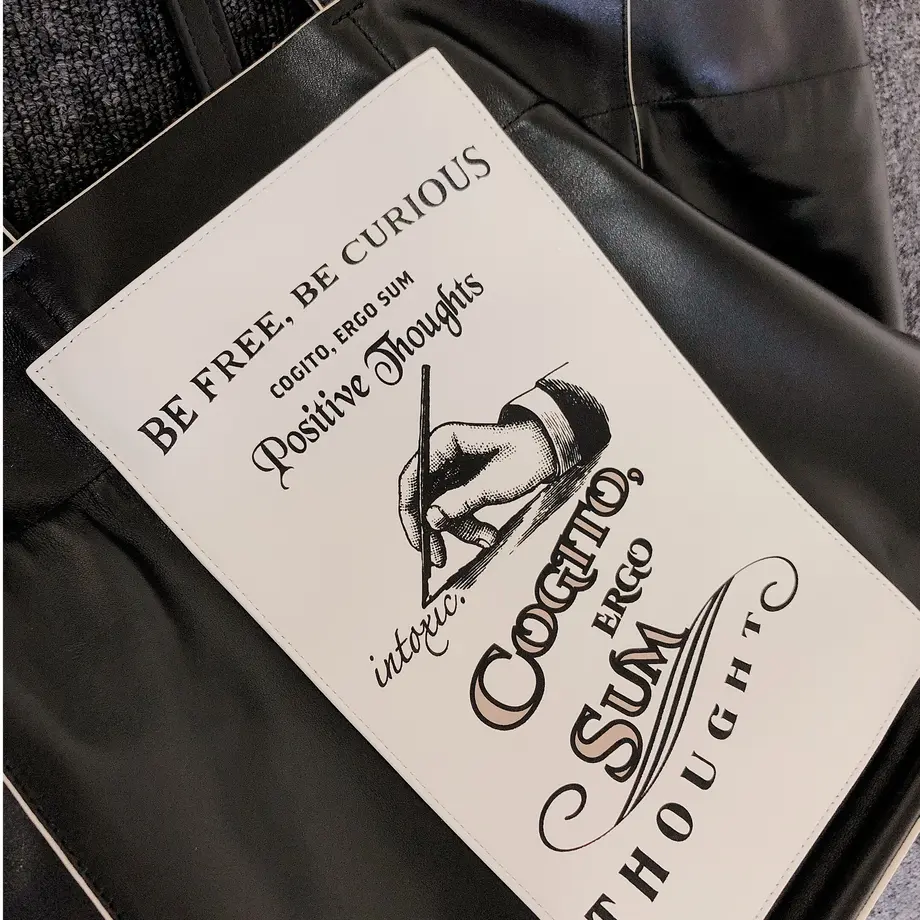 BE FREE, BE CURIOUS
COGITO, ERGO SUM
Positive Thoughts
intoxic.
COGITO,
ERGO
SUM
THOUGHT